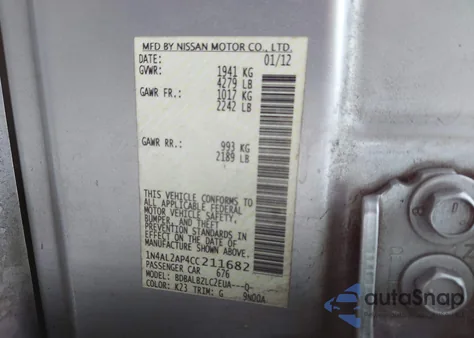 MFD BY NISSAN MOTOR CO., LTD.
DATE: 01/12
GVWR: 1941 KG
4279 LB
GAWR FR.: 1017 KG
2242 LB
GAWR RR.: 993 KG
2189 LB
THIS VEHICLE CONFORMS TO
ALL APPLICABLE FEDERAL
MOTOR VEHICLE SAFETY,
BUMPER, AND THEFT
PREVENTION STANDARDS IN
EFFECT ON THE DATE OF
MANUFACTURE SHOWN ABOVE.
1N4AL2AP4CC211682
PASSENGER CAR 676
MODEL: BDBALBZLC2EUA---D-
COLOR: K23 TRIM: G 9N00A
autoSnap